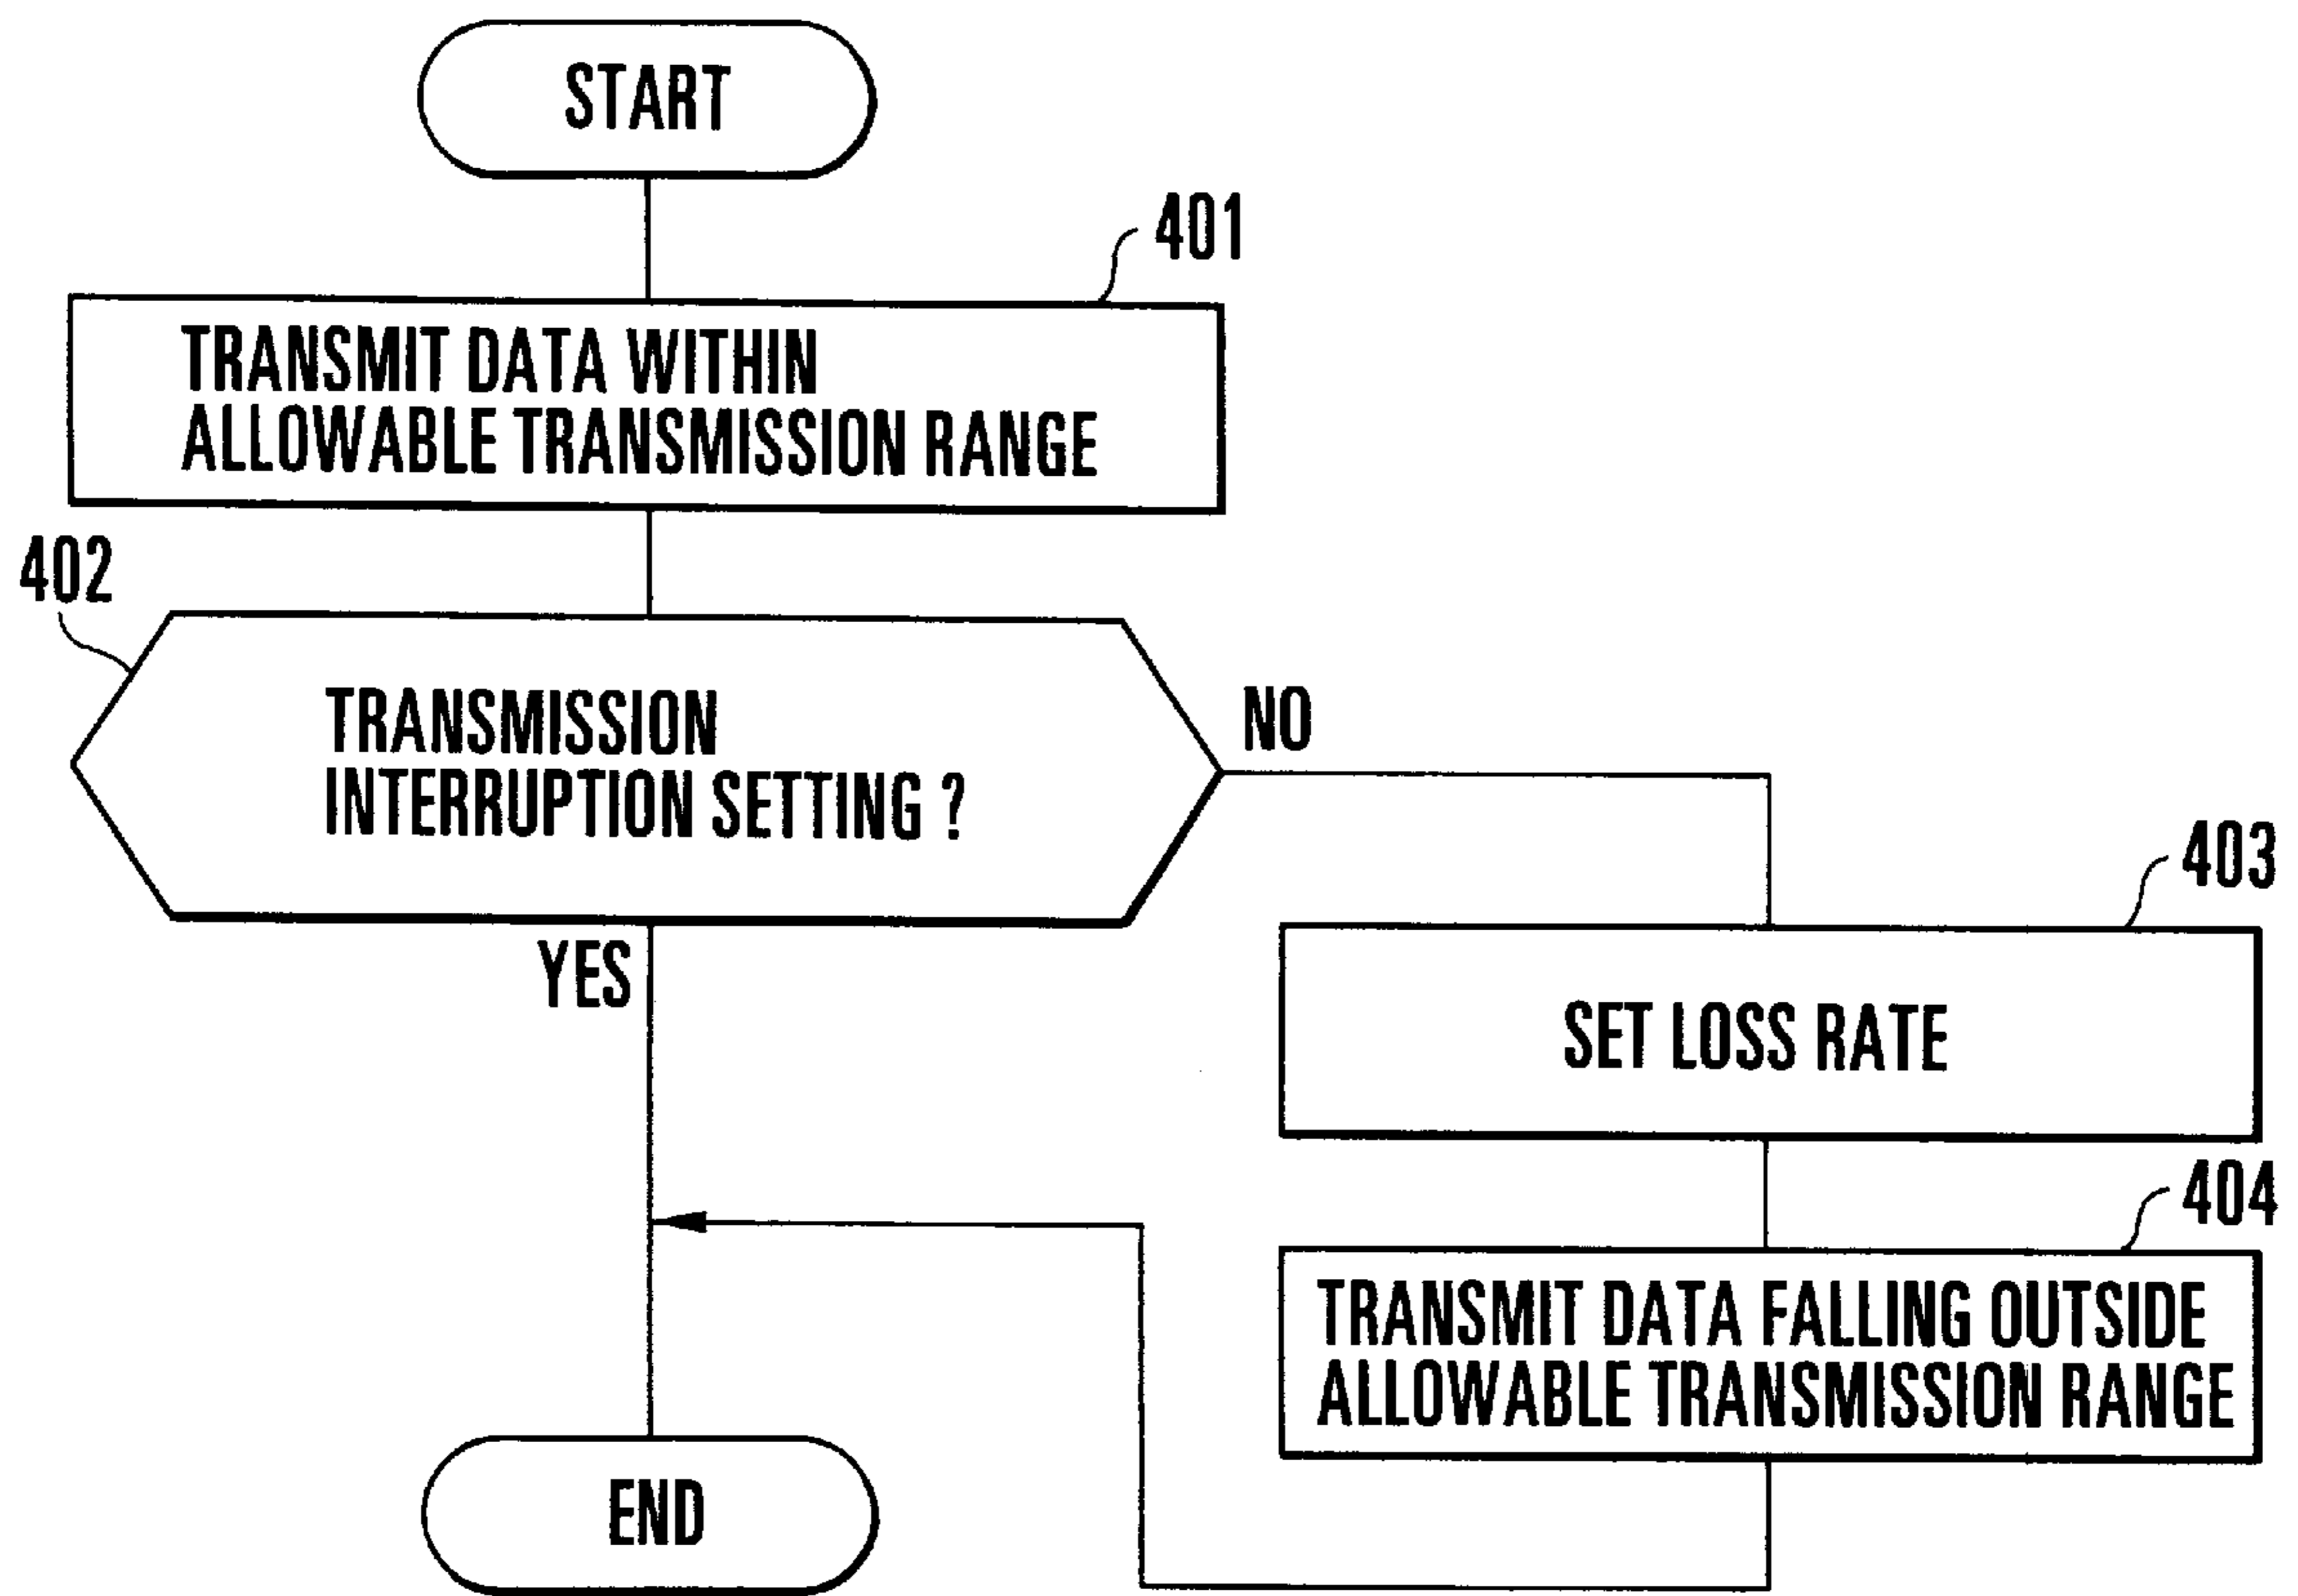 START
401
TRANSMIT DATA WITHIN
ALLOWABLE TRANSMISSION RANGE
402
TRANSMISSION
INTERRUPTION SETTING ?
NO
YES
403
SET LOSS RATE
404
TRANSMIT DATA FALLING OUTSIDE
ALLOWABLE TRANSMISSION RANGE
END